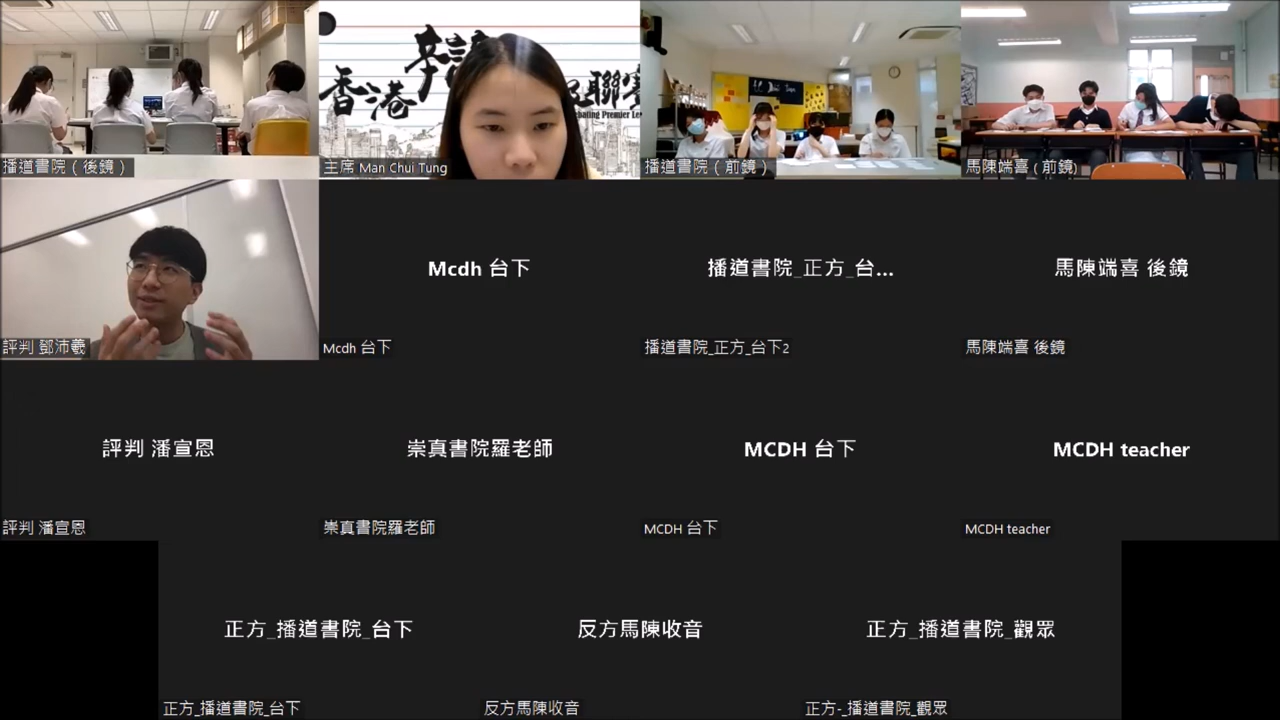 香港
聯賽
Debating Premier Le
播道書院（後鏡）
主席 Man Chui Tung
播道書院（前鏡）
馬陳端喜（前鏡）
Mcdh 台下
播道書院_正方_台...
馬陳端喜 後鏡
評判 鄧沛羲
Mcdh 台下
播道書院_正方_台下2
馬陳端喜 後鏡
評判 潘宣恩
崇真書院羅老師
MCDH 台下
MCDH teacher
評判 潘宣恩
崇真書院羅老師
MCDH 台下
MCDH teacher
正方_播道書院_台下
反方馬陳收音
正方_播道書院_觀眾
正方_播道書院_台下
反方馬陳收音
正方-_播道書院_觀眾